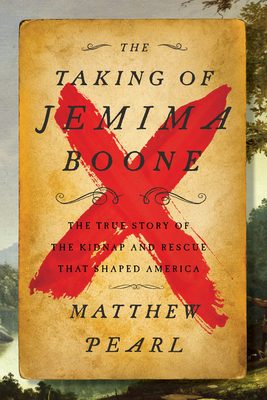 THE
TAKING OF
JEMIMA
BOONE
THE TRUE STORY OF
THE KIDNAP AND RESCUE
THAT SHAPED AMERICA
MATTHEW
PEARL